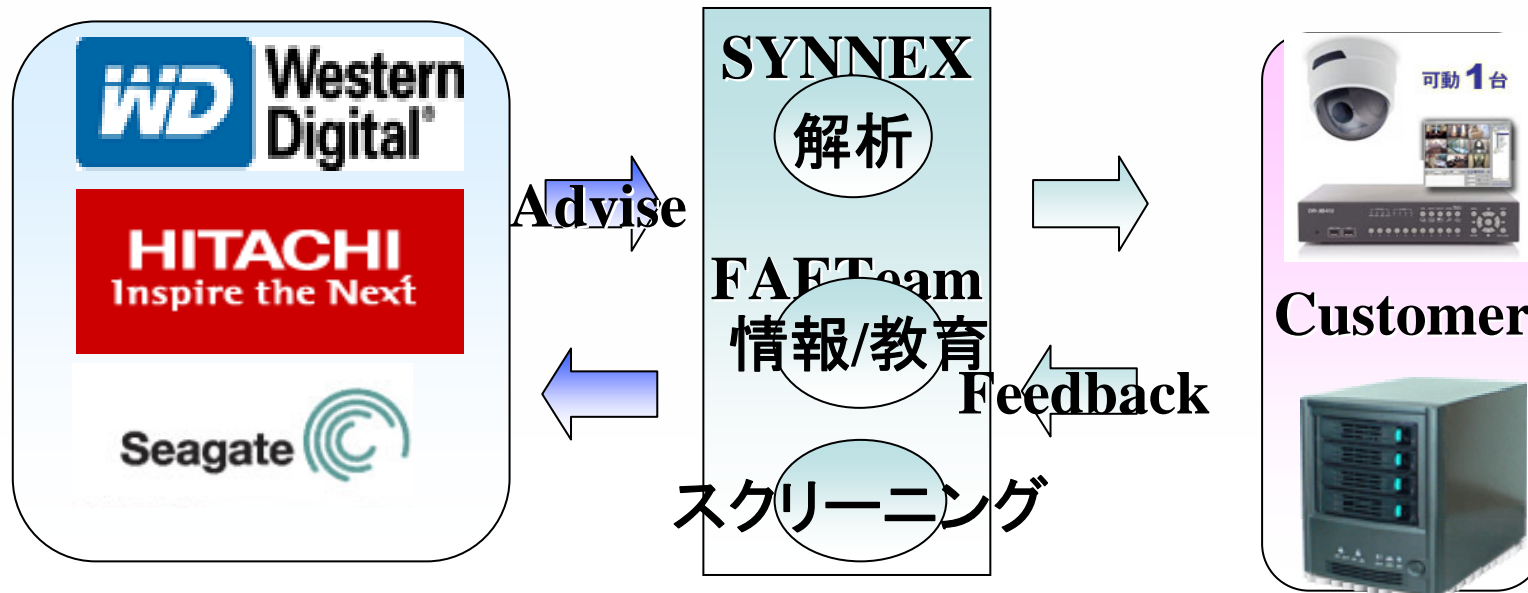 WD Western
Digital®
HITACHI
Inspire the Next
Seagate
Advise
SYNNEX
解析
FAETeam
情報/教育
スクリーニング
Feedback
可動1台
Customer